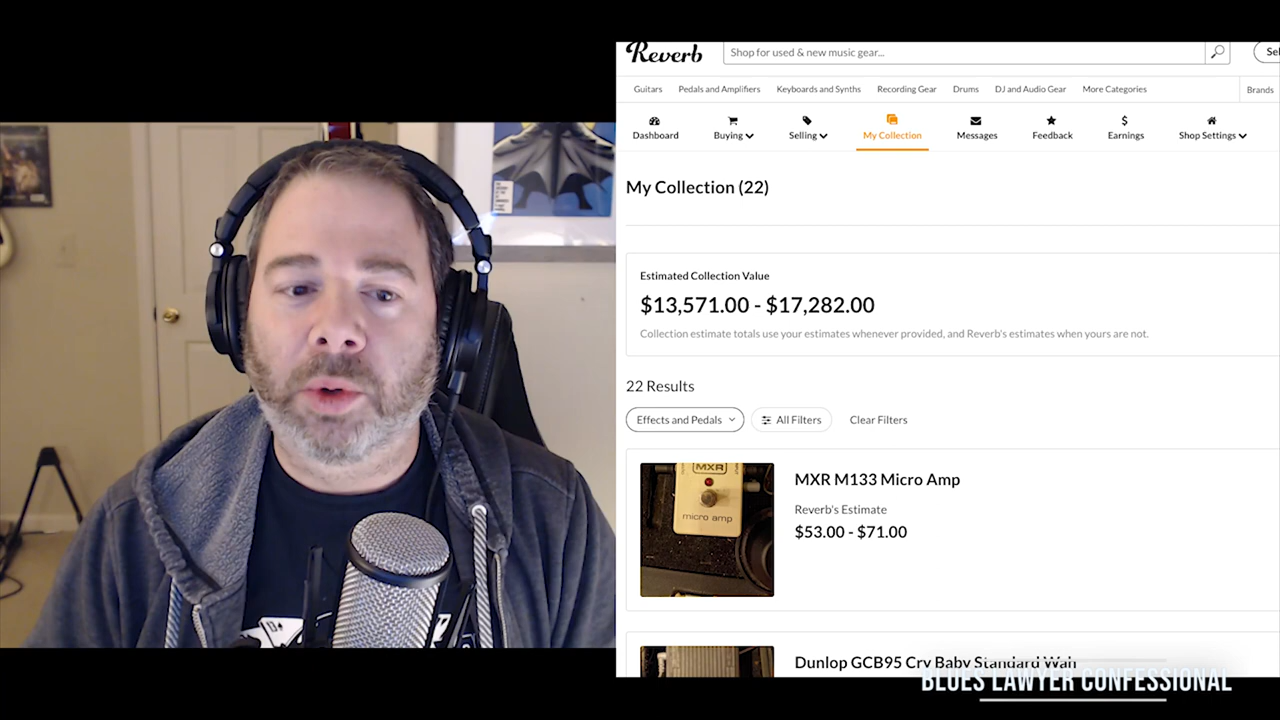 Reverb
Shop for used & new music gear...
Sel
Guitars Pedals and Amplifiers Keyboards and Synths Recording Gear Drums DJ and Audio Gear More Categories Brands
Dashboard Buying Selling My Collection Messages Feedback $ Earnings Shop Settings
My Collection (22)
Estimated Collection Value
$13,571.00 - $17,282.00
Collection estimate totals use your estimates whenever provided, and Reverb's estimates when yours are not.
22 Results
Effects and Pedals All Filters Clear Filters
MXR
micro amp
MXR M133 Micro Amp
Reverb's Estimate
$53.00 - $71.00
Dunlop GCB95 Cry Baby Standard Wah
BLUES LAWYER CONFESSIONAL